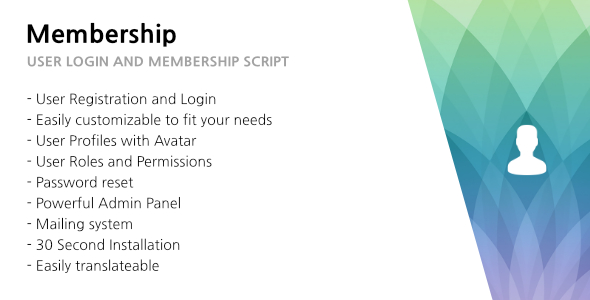 Membership
USER LOGIN AND MEMBERSHIP SCRIPT
- User Registration and Login
- Easily customizable to fit your needs
- User Profiles with Avatar
- User Roles and Permissions
- Password reset
- Powerful Admin Panel
- Mailing system
- 30 Second Installation
- Easily translateable